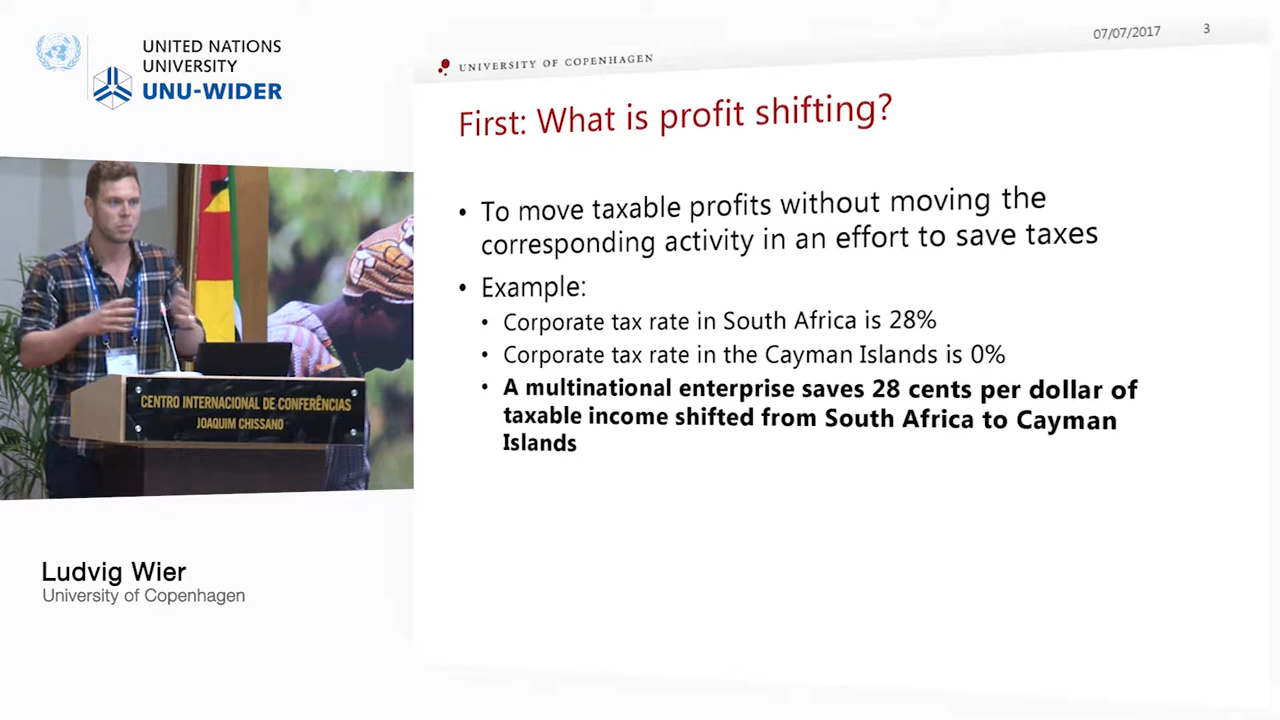 UNITED NATIONS
UNIVERSITY
UNU-WIDER
CENTRO INTERNACIONAL DE CONFERÊNCIAS
JOAQUIM CHISSANO
Ludvig Wier
University of Copenhagen
07/07/2017 3
UNIVERSITY OF COPENHAGEN
First: What is profit shifting?
• To move taxable profits without moving the
corresponding activity in an effort to save taxes
• Example:
• Corporate tax rate in South Africa is 28%
• Corporate tax rate in the Cayman Islands is 0%
• A multinational enterprise saves 28 cents per dollar of
taxable income shifted from South Africa to Cayman
Islands